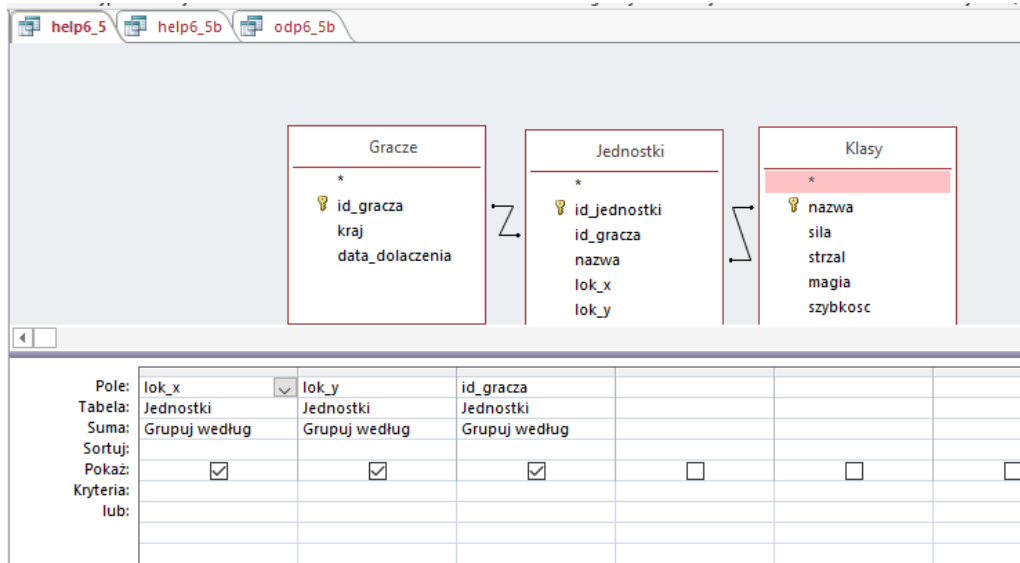 help6_5 help6_5b odp6_5b
Gracze
*
id_gracza
kraj
data_dolaczenia
Jednostki
*
id_jednostki
id_gracza
nazwa
lok_x
lok_y
Klasy
*
nazwa
sila
strzal
magia
szybkosc
Pole: lok_x lok_y id_gracza
Tabela: Jednostki Jednostki Jednostki
Suma: Grupuj według Grupuj według Grupuj według
Sortuj:
Pokaż:
Kryteria:
lub: